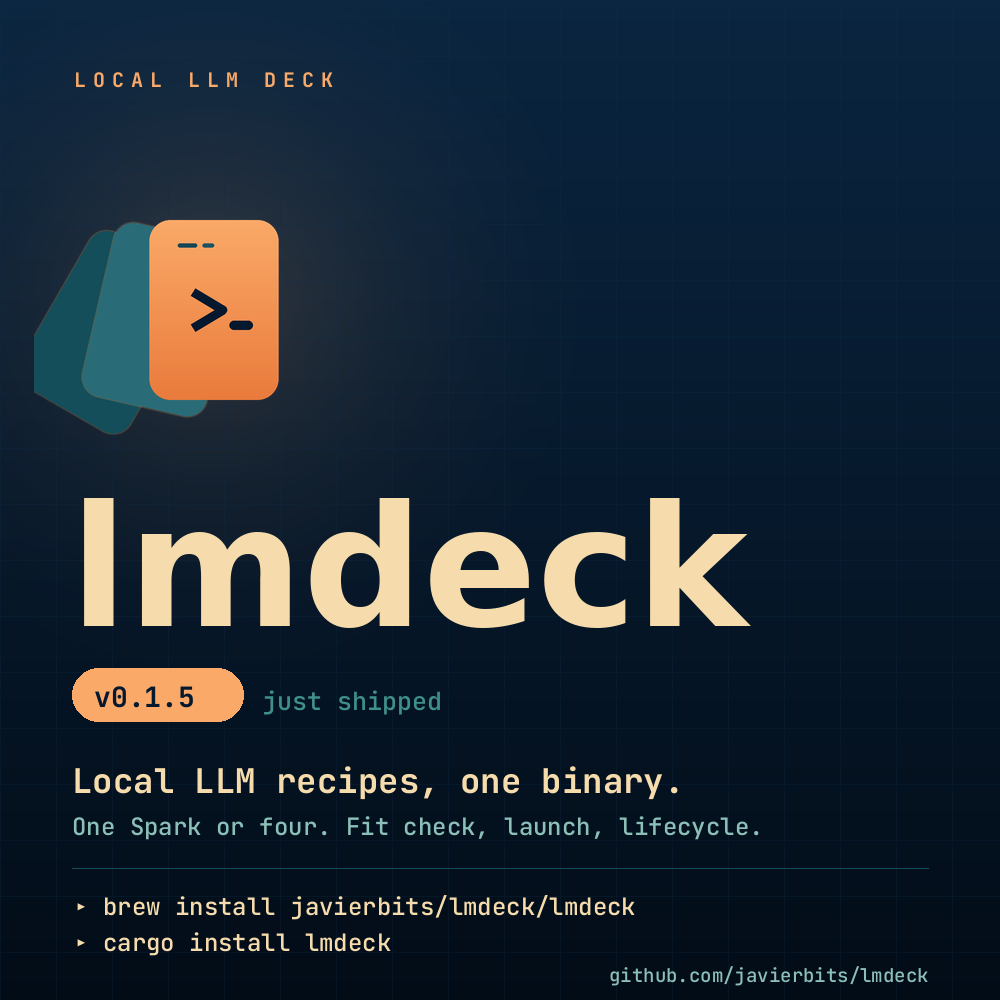 LOCAL LLM DECK
>_
lmdeck
v0.1.5 just shipped
Local LLM recipes, one binary.
One Spark or four. Fit check, launch, lifecycle.
▸ brew install javierbits/lmdeck/lmdeck
▸ cargo install lmdeck
github.com/javierbits/lmdeck